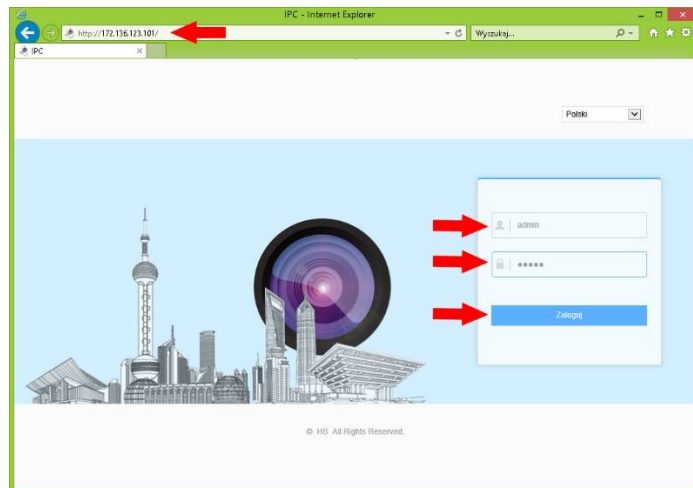 IPC - Internet Explorer
http://172.136.123.101/
Wyszukaj...
IPC
Polski
admin
Zaloguj
© HS All Rights Reserved.